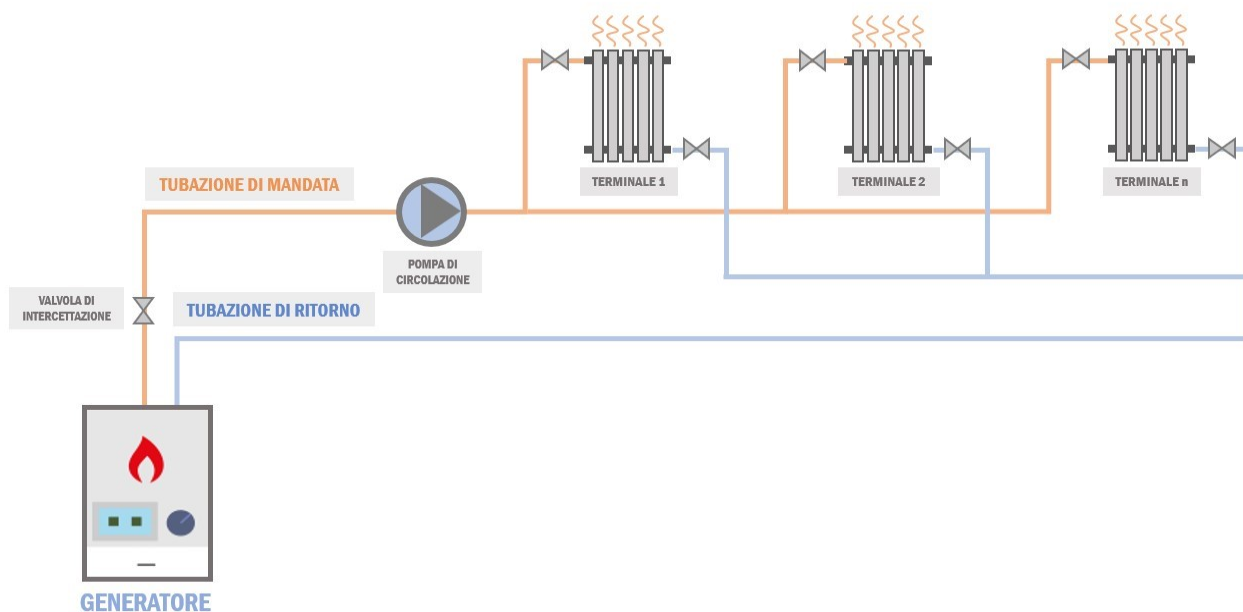 TERMINALE 1
TERMINALE 2
TERMINALE n
TUBAZIONE DI MANDATA
POMPA DI
CIRCOLAZIONE
VALVOLA DI
INTERCETTAZIONE
TUBAZIONE DI RITORNO
GENERATORE